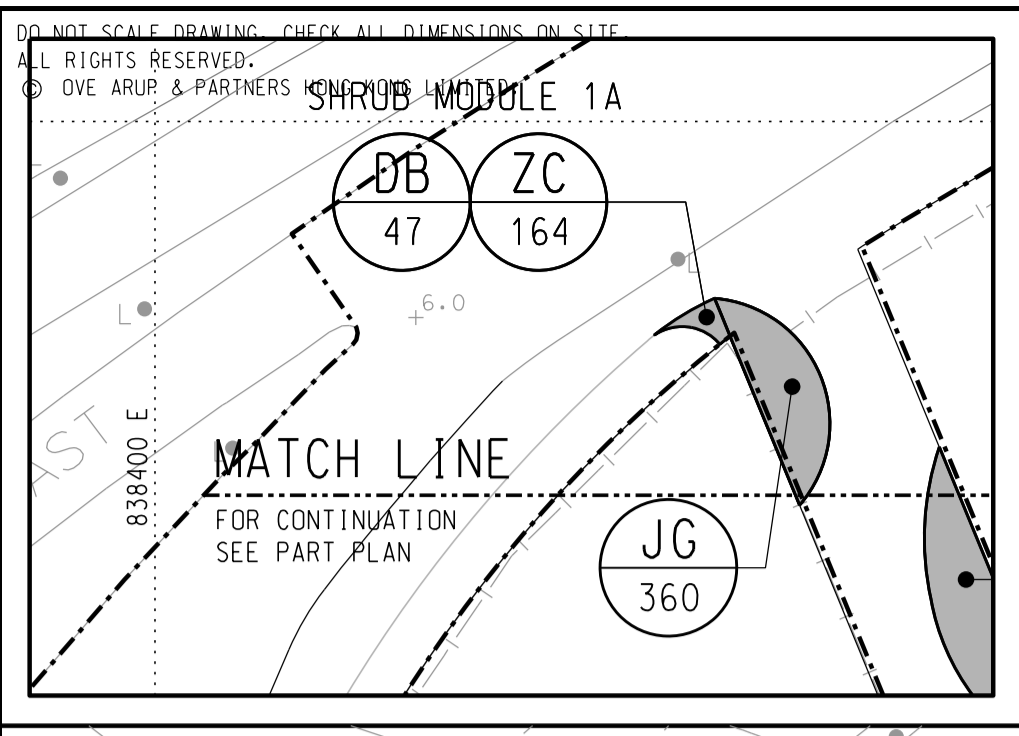 DO NOT SCALE DRAWING. CHECK ALL DIMENSIONS ON SITE.
ALL RIGHTS RESERVED.
© OVE ARUP & PARTNERS HONG KONG LIMITED
SHRUB MODULE 1A
DB ZC
47 164
L
+6.0
L
AST
838400 E
L
MATCH LINE
FOR CONTINUATION
SEE PART PLAN
JG
360